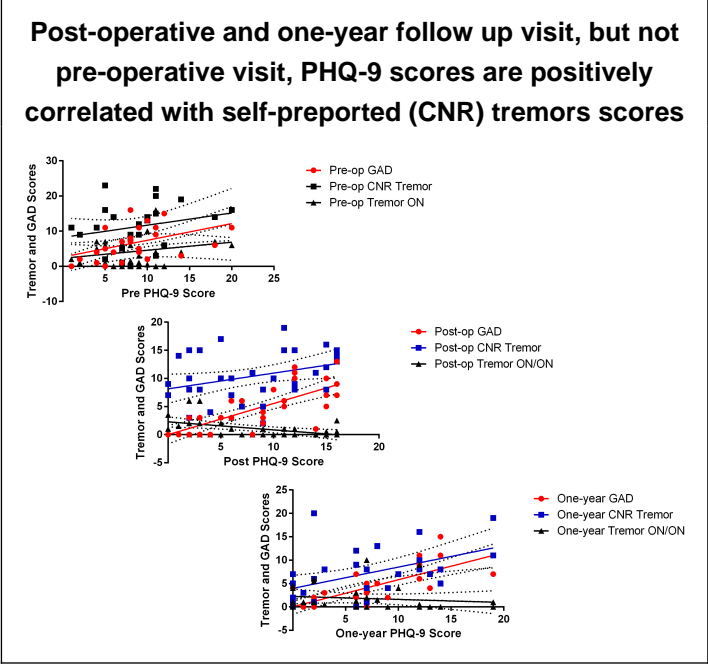 Post-operative and one-year follow up visit, but not
pre-operative visit, PHQ-9 scores are positively
correlated with self-preported (CNR) tremors scores
Tremor and GAD Scores
30
20
10
0
-10
5
10
15
20
25
Pre PHQ-9 Score
Pre-op GAD
Pre-op CNR Tremor
Pre-op Tremor ON
Tremor and GAD Scores
20
15
10
5
0
-5
5
10
15
20
Post PHQ-9 Score
Post-op GAD
Post-op CNR Tremor
Post-op Tremor ON/ON
Tremor and GAD Scores
25
20
15
10
5
0
-5
5
10
15
20
One-year PHQ-9 Score
One-year GAD
One-year CNR Tremor
One-year Tremor ON/ON